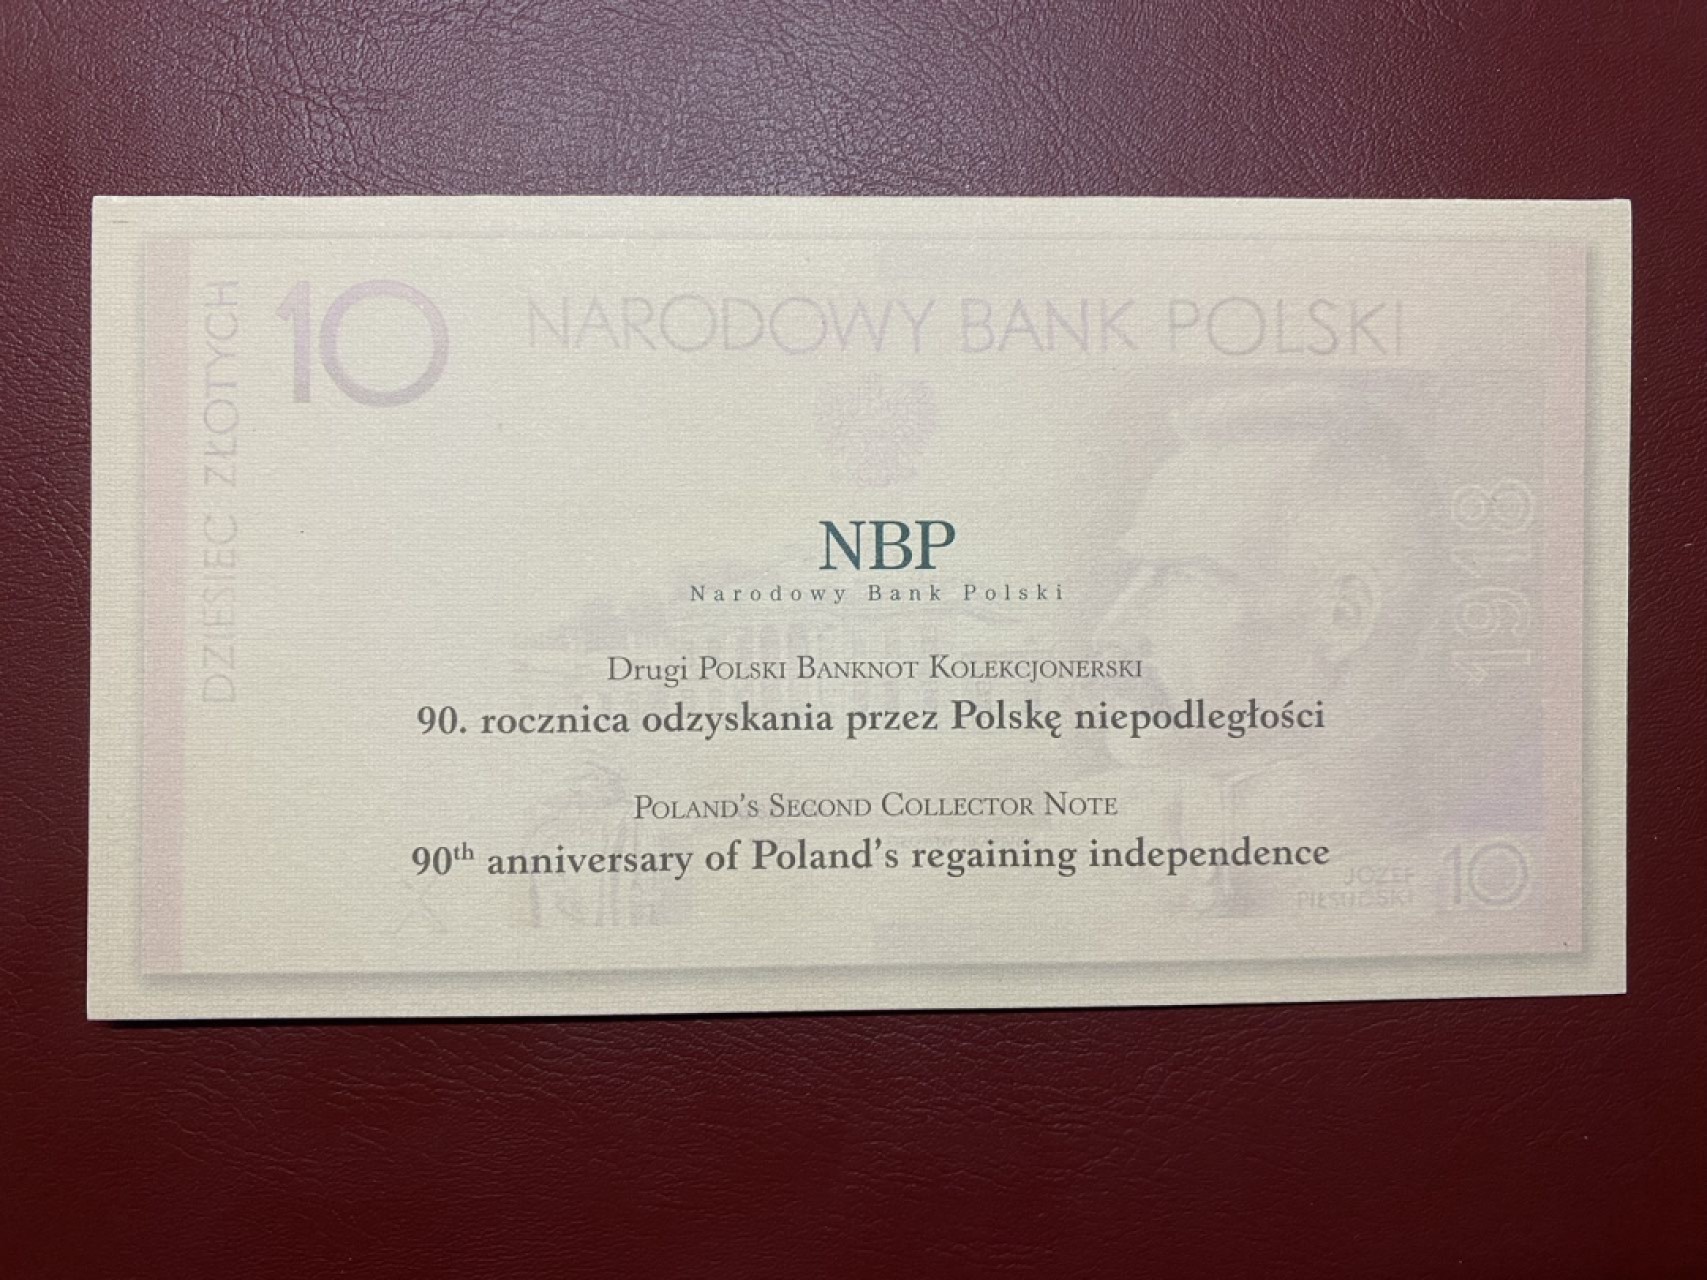 DZIESIĘĆ ZŁOTYCH
10
NARODOWY BANK POLSKI
NBP
Narodowy Bank Polski
1918
Drugi POLSKI BANKNOT KOLEKCJONERSKI
90. rocznica odzyskania przez Polskę niepodległości
POLAND'S SECOND COLLECTOR NOTE
90th anniversary of Poland's regaining independence
JÓZEF
PIŁSUDSKI
10